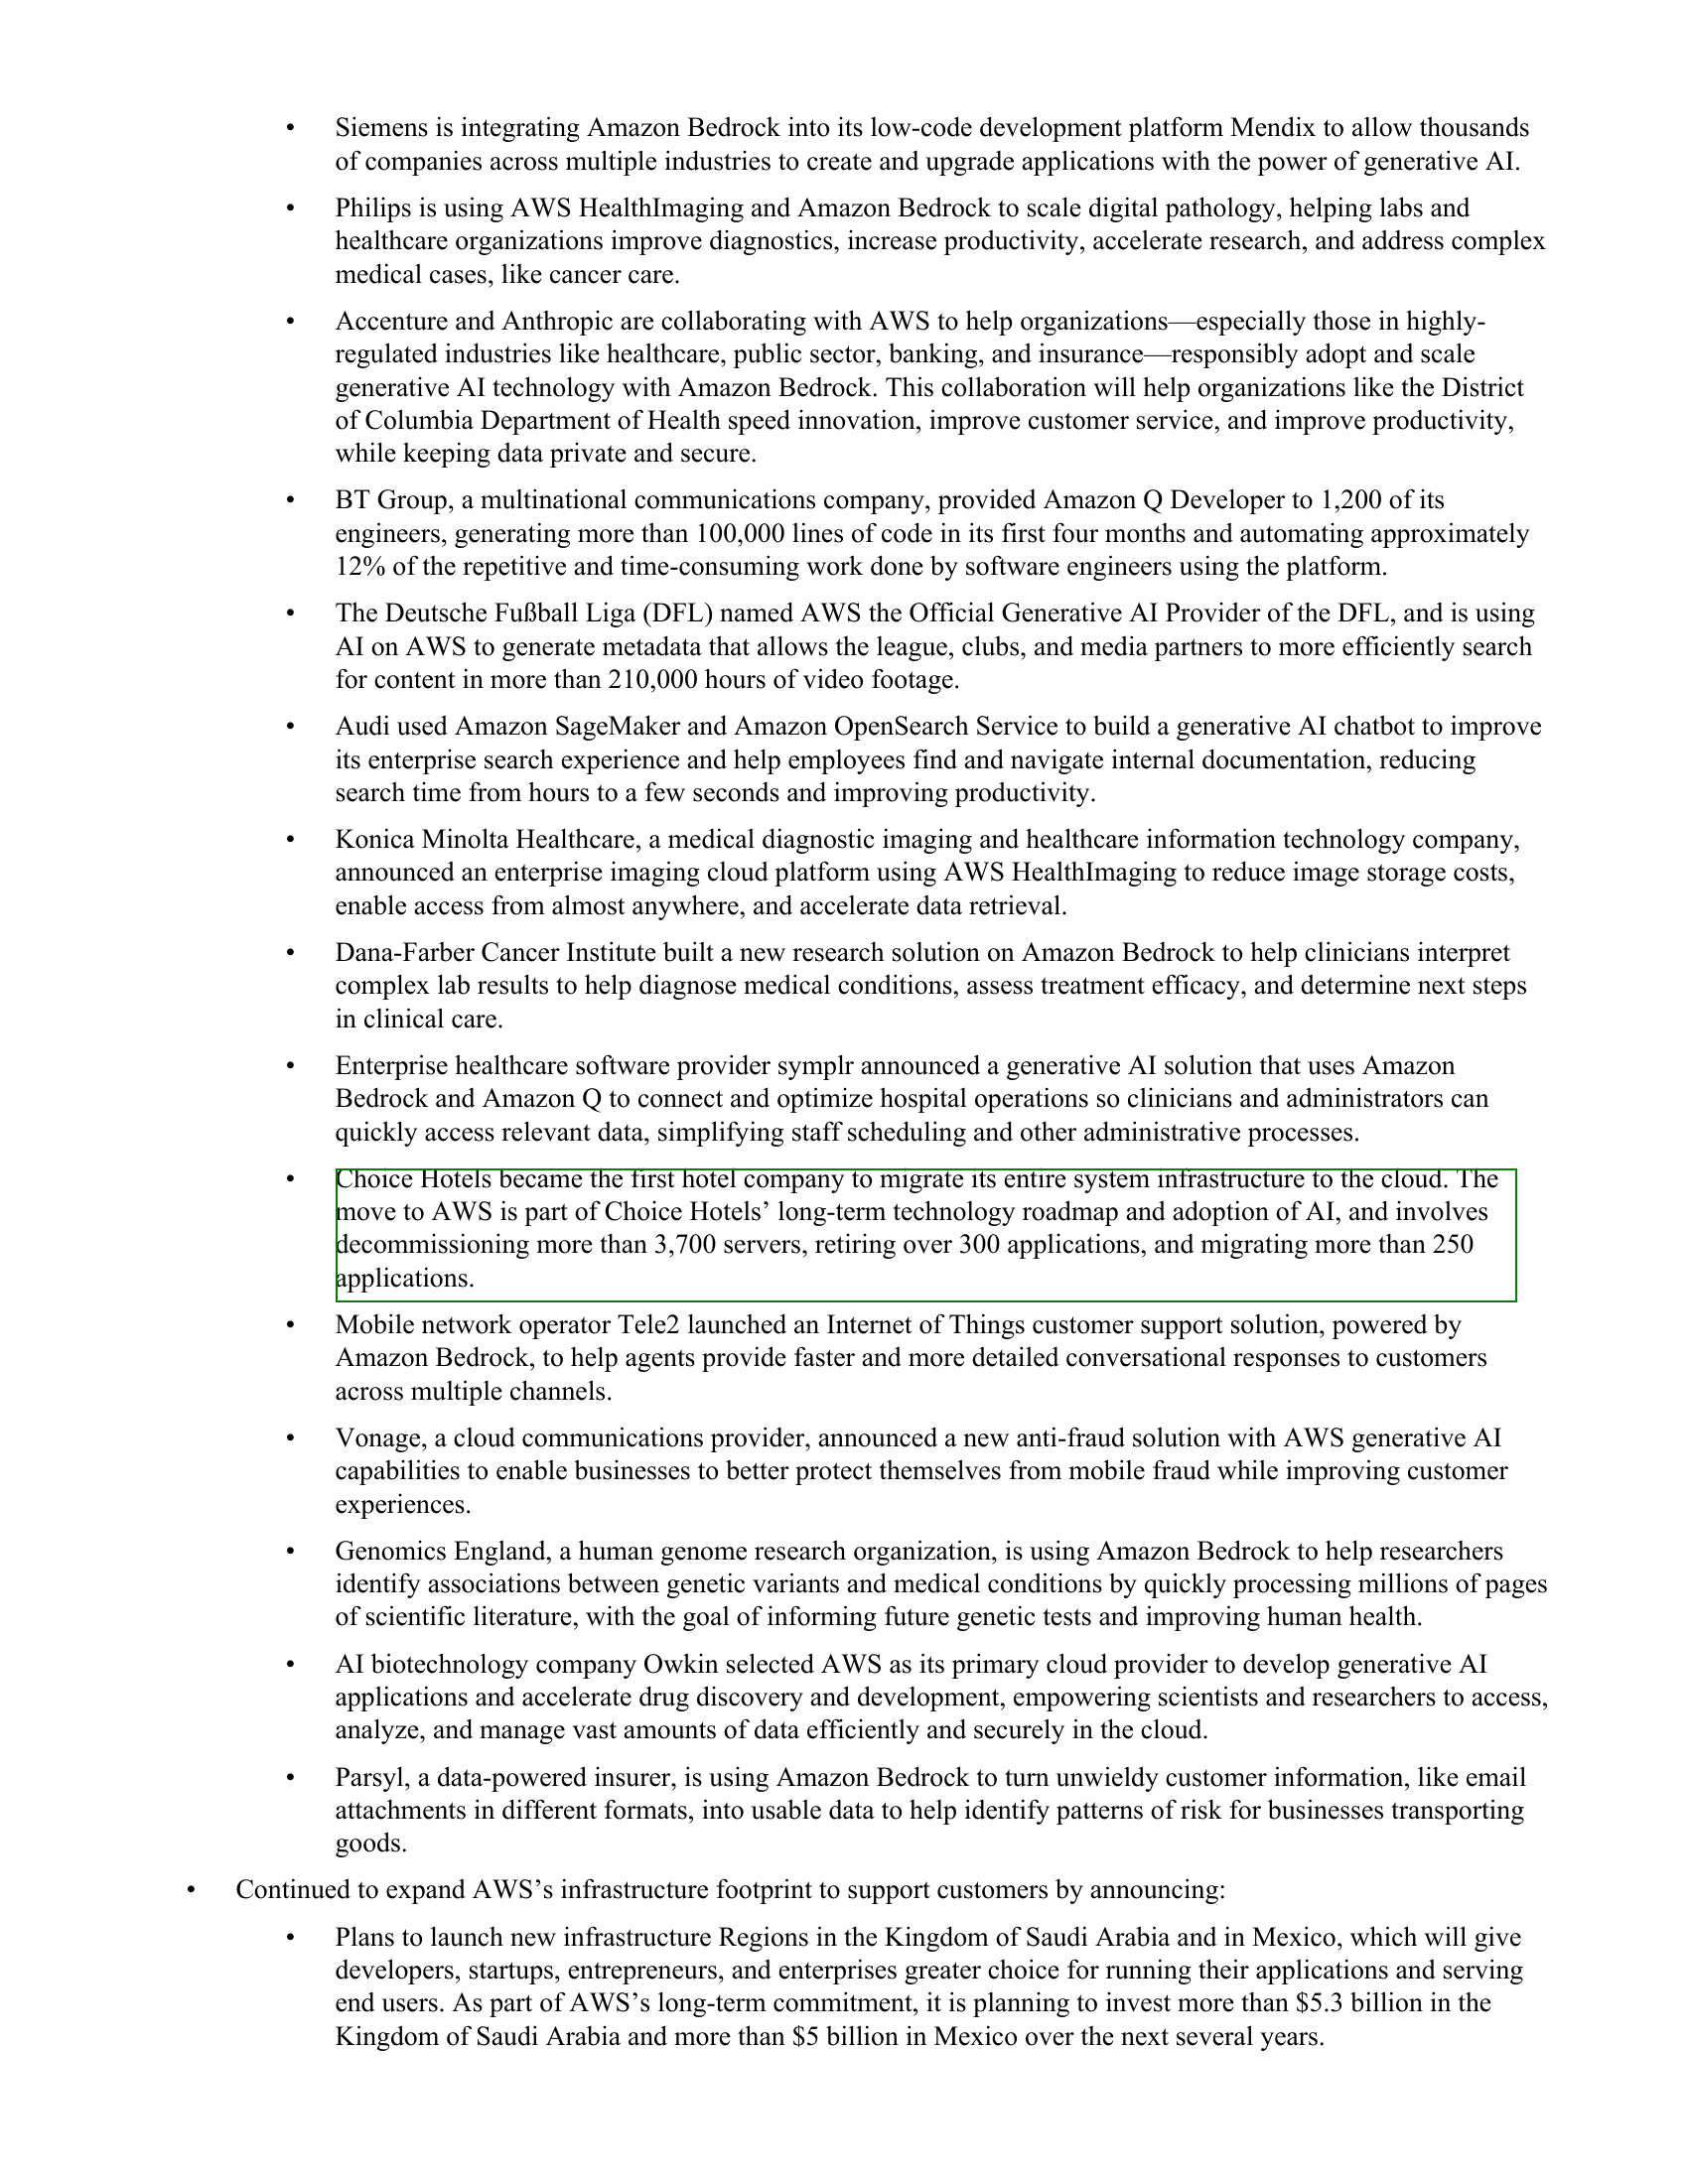 • Siemens is integrating Amazon Bedrock into its low-code development platform Mendix to allow thousands
of companies across multiple industries to create and upgrade applications with the power of generative AI.
• Philips is using AWS HealthImaging and Amazon Bedrock to scale digital pathology, helping labs and
healthcare organizations improve diagnostics, increase productivity, accelerate research, and address complex
medical cases, like cancer care.
• Accenture and Anthropic are collaborating with AWS to help organizations—especially those in highly-
regulated industries like healthcare, public sector, banking, and insurance—responsibly adopt and scale
generative AI technology with Amazon Bedrock. This collaboration will help organizations like the District
of Columbia Department of Health speed innovation, improve customer service, and improve productivity,
while keeping data private and secure.
• BT Group, a multinational communications company, provided Amazon Q Developer to 1,200 of its
engineers, generating more than 100,000 lines of code in its first four months and automating approximately
12% of the repetitive and time-consuming work done by software engineers using the platform.
• The Deutsche Fußball Liga (DFL) named AWS the Official Generative AI Provider of the DFL, and is using
AI on AWS to generate metadata that allows the league, clubs, and media partners to more efficiently search
for content in more than 210,000 hours of video footage.
• Audi used Amazon SageMaker and Amazon OpenSearch Service to build a generative AI chatbot to improve
its enterprise search experience and help employees find and navigate internal documentation, reducing
search time from hours to a few seconds and improving productivity.
• Konica Minolta Healthcare, a medical diagnostic imaging and healthcare information technology company,
announced an enterprise imaging cloud platform using AWS HealthImaging to reduce image storage costs,
enable access from almost anywhere, and accelerate data retrieval.
• Dana-Farber Cancer Institute built a new research solution on Amazon Bedrock to help clinicians interpret
complex lab results to help diagnose medical conditions, assess treatment efficacy, and determine next steps
in clinical care.
• Enterprise healthcare software provider symplr announced a generative AI solution that uses Amazon
Bedrock and Amazon Q to connect and optimize hospital operations so clinicians and administrators can
quickly access relevant data, simplifying staff scheduling and other administrative processes.
• Choice Hotels became the first hotel company to migrate its entire system infrastructure to the cloud. The
move to AWS is part of Choice Hotels’ long-term technology roadmap and adoption of AI, and involves
decommissioning more than 3,700 servers, retiring over 300 applications, and migrating more than 250
applications.
• Mobile network operator Tele2 launched an Internet of Things customer support solution, powered by
Amazon Bedrock, to help agents provide faster and more detailed conversational responses to customers
across multiple channels.
• Vonage, a cloud communications provider, announced a new anti-fraud solution with AWS generative AI
capabilities to enable businesses to better protect themselves from mobile fraud while improving customer
experiences.
• Genomics England, a human genome research organization, is using Amazon Bedrock to help researchers
identify associations between genetic variants and medical conditions by quickly processing millions of pages
of scientific literature, with the goal of informing future genetic tests and improving human health.
• AI biotechnology company Owkin selected AWS as its primary cloud provider to develop generative AI
applications and accelerate drug discovery and development, empowering scientists and researchers to access,
analyze, and manage vast amounts of data efficiently and securely in the cloud.
• Parsyl, a data-powered insurer, is using Amazon Bedrock to turn unwieldy customer information, like email
attachments in different formats, into usable data to help identify patterns of risk for businesses transporting
goods.
• Continued to expand AWS’s infrastructure footprint to support customers by announcing:
• Plans to launch new infrastructure Regions in the Kingdom of Saudi Arabia and in Mexico, which will give
developers, startups, entrepreneurs, and enterprises greater choice for running their applications and serving
end users. As part of AWS’s long-term commitment, it is planning to invest more than $5.3 billion in the
Kingdom of Saudi Arabia and more than $5 billion in Mexico over the next several years.